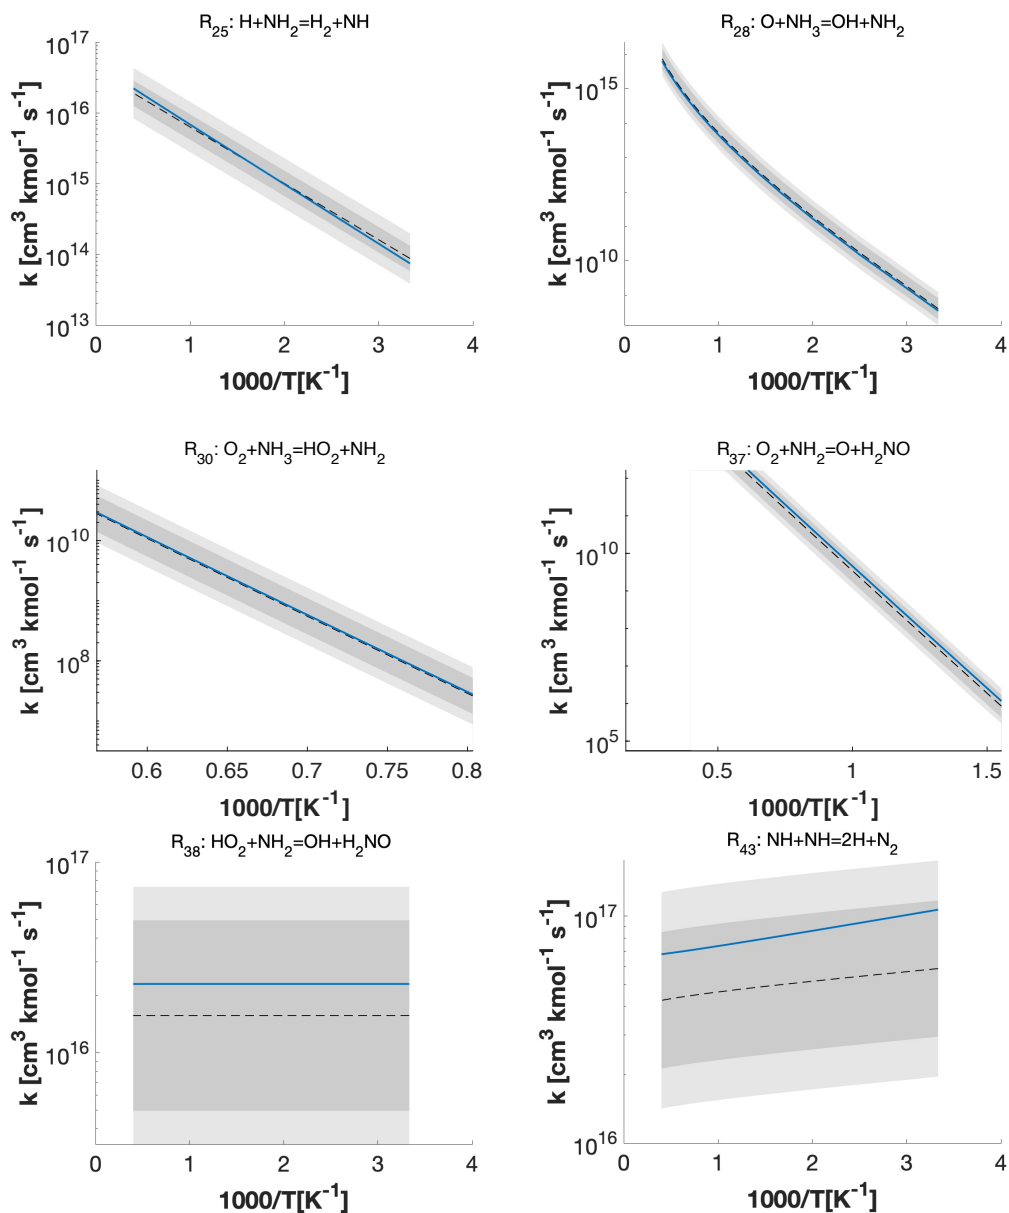 R25: H+NH2=H2+NH
10^17
10^16
10^15
10^14
10^13
k [cm^3 kmol^-1 s^-1]
0 1 2 3 4
1000/T[K^-1]
R28: O+NH3=OH+NH2
10^15
10^10
k [cm^3 kmol^-1 s^-1]
0 1 2 3 4
1000/T[K^-1]
R30: O2+NH3=HO2+NH2
10^10
10^8
k [cm^3 kmol^-1 s^-1]
0.6 0.65 0.7 0.75 0.8
1000/T[K^-1]
R37: O2+NH2=O+H2NO
10^10
10^5
k [cm^3 kmol^-1 s^-1]
0.5 1 1.5
1000/T[K^-1]
R38: HO2+NH2=OH+H2NO
10^17
10^16
k [cm^3 kmol^-1 s^-1]
0 1 2 3 4
1000/T[K^-1]
R43: NH+NH=2H+N2
10^17
10^16
k [cm^3 kmol^-1 s^-1]
0 1 2 3 4
1000/T[K^-1]